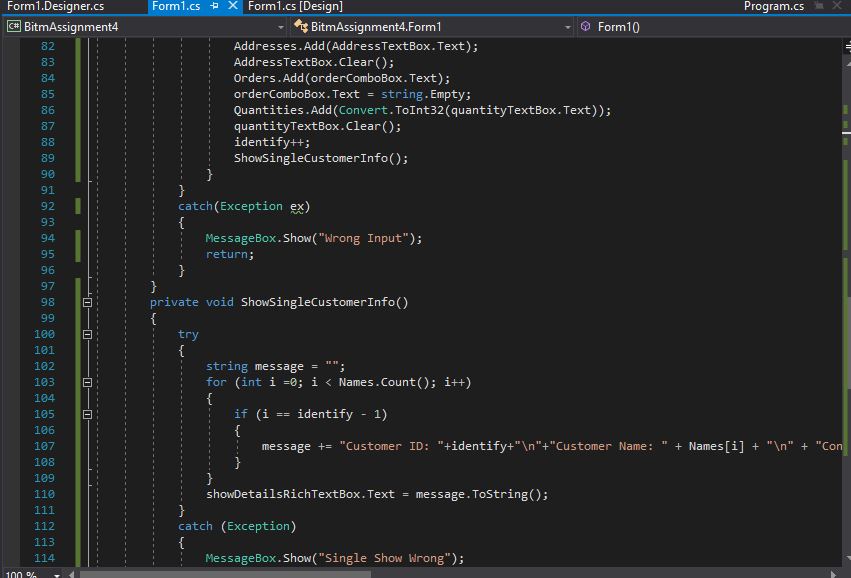 Form1.Designer.cs Form1.cs Form1.cs [Design] Program.cs
C# BitmAssignment4 BitmAssignment4.Form1 Form1()
82 Addresses.Add(AddressTextBox.Text);
83 AddressTextBox.Clear();
84 Orders.Add(orderComboBox.Text);
85 orderComboBox.Text = string.Empty;
86 Quantities.Add(Convert.ToInt32(quantityTextBox.Text));
87 quantityTextBox.Clear();
88 identify++;
89 ShowSingleCustomerInfo();
90 }
91 }
92 catch(Exception ex)
93 {
94 MessageBox.Show("Wrong Input");
95 return;
96 }
97 }
98 private void ShowSingleCustomerInfo()
99 {
100 try
101 {
102 string message = "";
103 for (int i =0; i < Names.Count(); i++)
104 {
105 if (i == identify - 1)
106 {
107 message += "Customer ID: "+identify+"\n"+"Customer Name: " + Names[i] + "\n" + "Con
108 }
109 }
110 showDetailsRichTextBox.Text = message.ToString();
111 }
112 catch (Exception)
113 {
114 MessageBox.Show("Single Show Wrong");
100 %